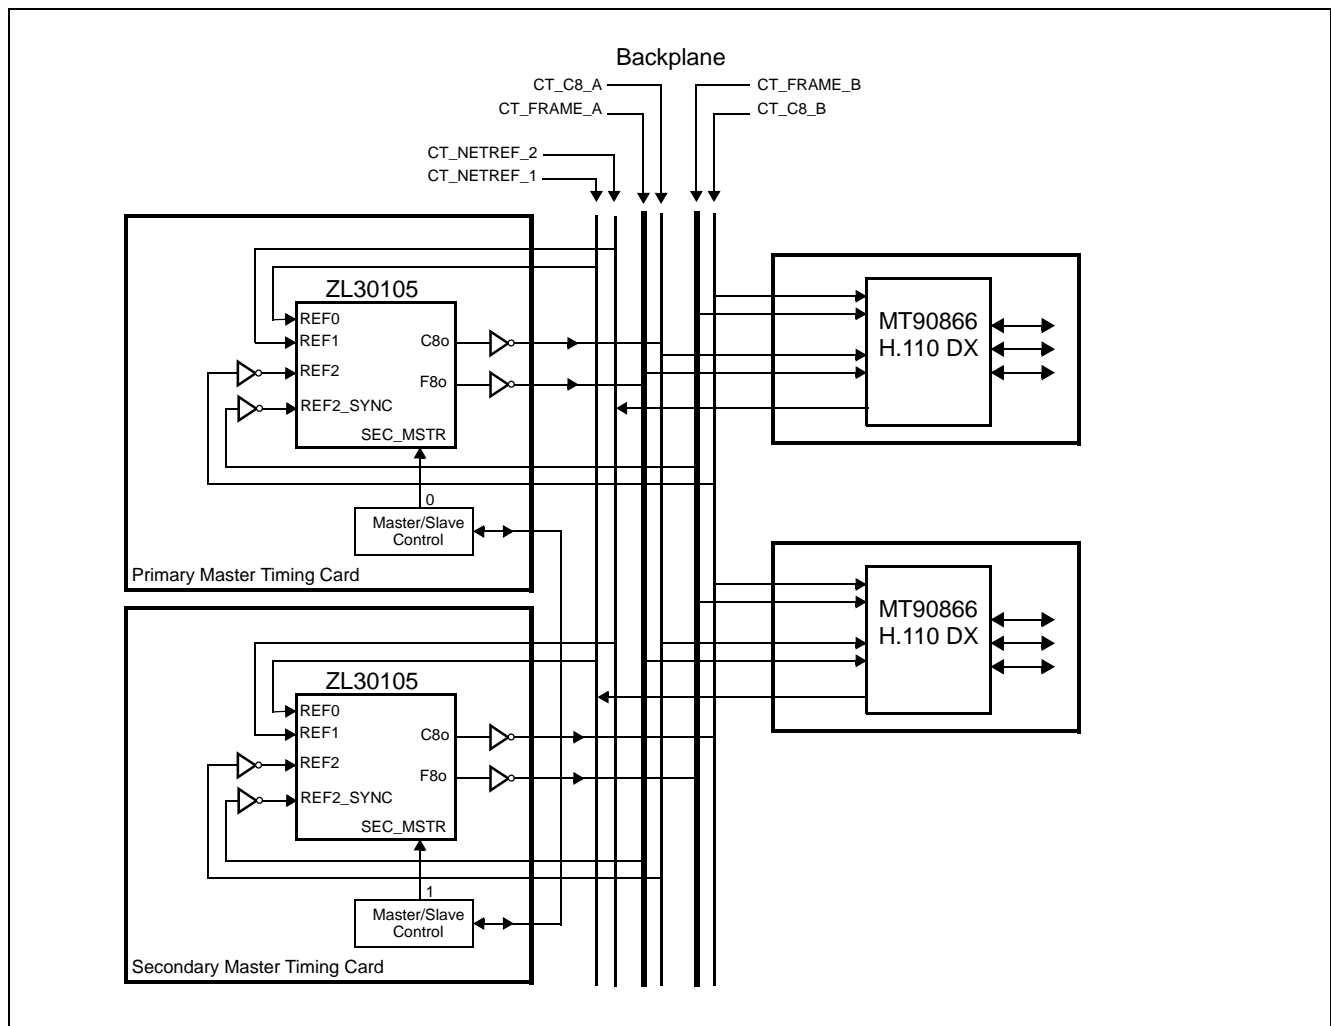 Backplane
CT_C8_A
CT_FRAME_B
CT_FRAME_A
CT_C8_B
CT_NETREF_2
CT_NETREF_1
ZL30105
REF0
REF1
C8o
REF2
F8o
REF2_SYNC
SEC_MSTR
0
Master/Slave
Control
Primary Master Timing Card
MT90866
H.110 DX
MT90866
H.110 DX
ZL30105
REF0
REF1
C8o
REF2
F8o
REF2_SYNC
SEC_MSTR
1
Master/Slave
Control
Secondary Master Timing Card